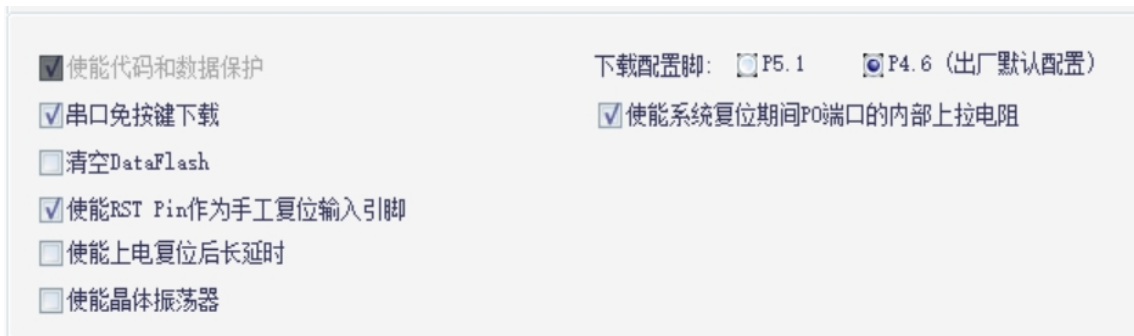 使能代码和数据保护
下载配置脚: P5.1 P4.6 (出厂默认配置)
串口免按键下载
使能系统复位期间P0端口的内部上拉电阻
清空DataFlash
使能RST Pin作为手工复位输入引脚
使能上电复位后长延时
使能晶体振荡器